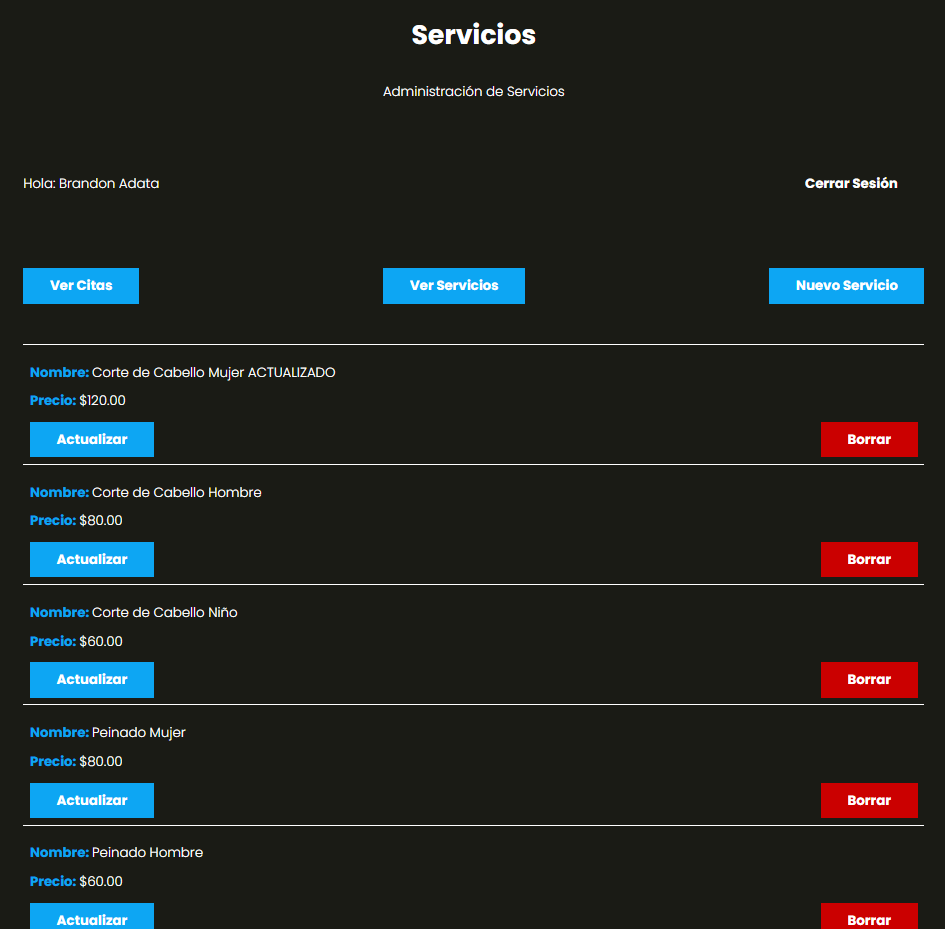 Servicios
Administración de Servicios
Hola: Brandon Adata
Cerrar Sesión
Ver Citas
Ver Servicios
Nuevo Servicio
Nombre: Corte de Cabello Mujer ACTUALIZADO
Precio: $120.00
Actualizar
Borrar
Nombre: Corte de Cabello Hombre
Precio: $80.00
Actualizar
Borrar
Nombre: Corte de Cabello Niño
Precio: $60.00
Actualizar
Borrar
Nombre: Peinado Mujer
Precio: $80.00
Actualizar
Borrar
Nombre: Peinado Hombre
Precio: $60.00
Actualizar
Borrar